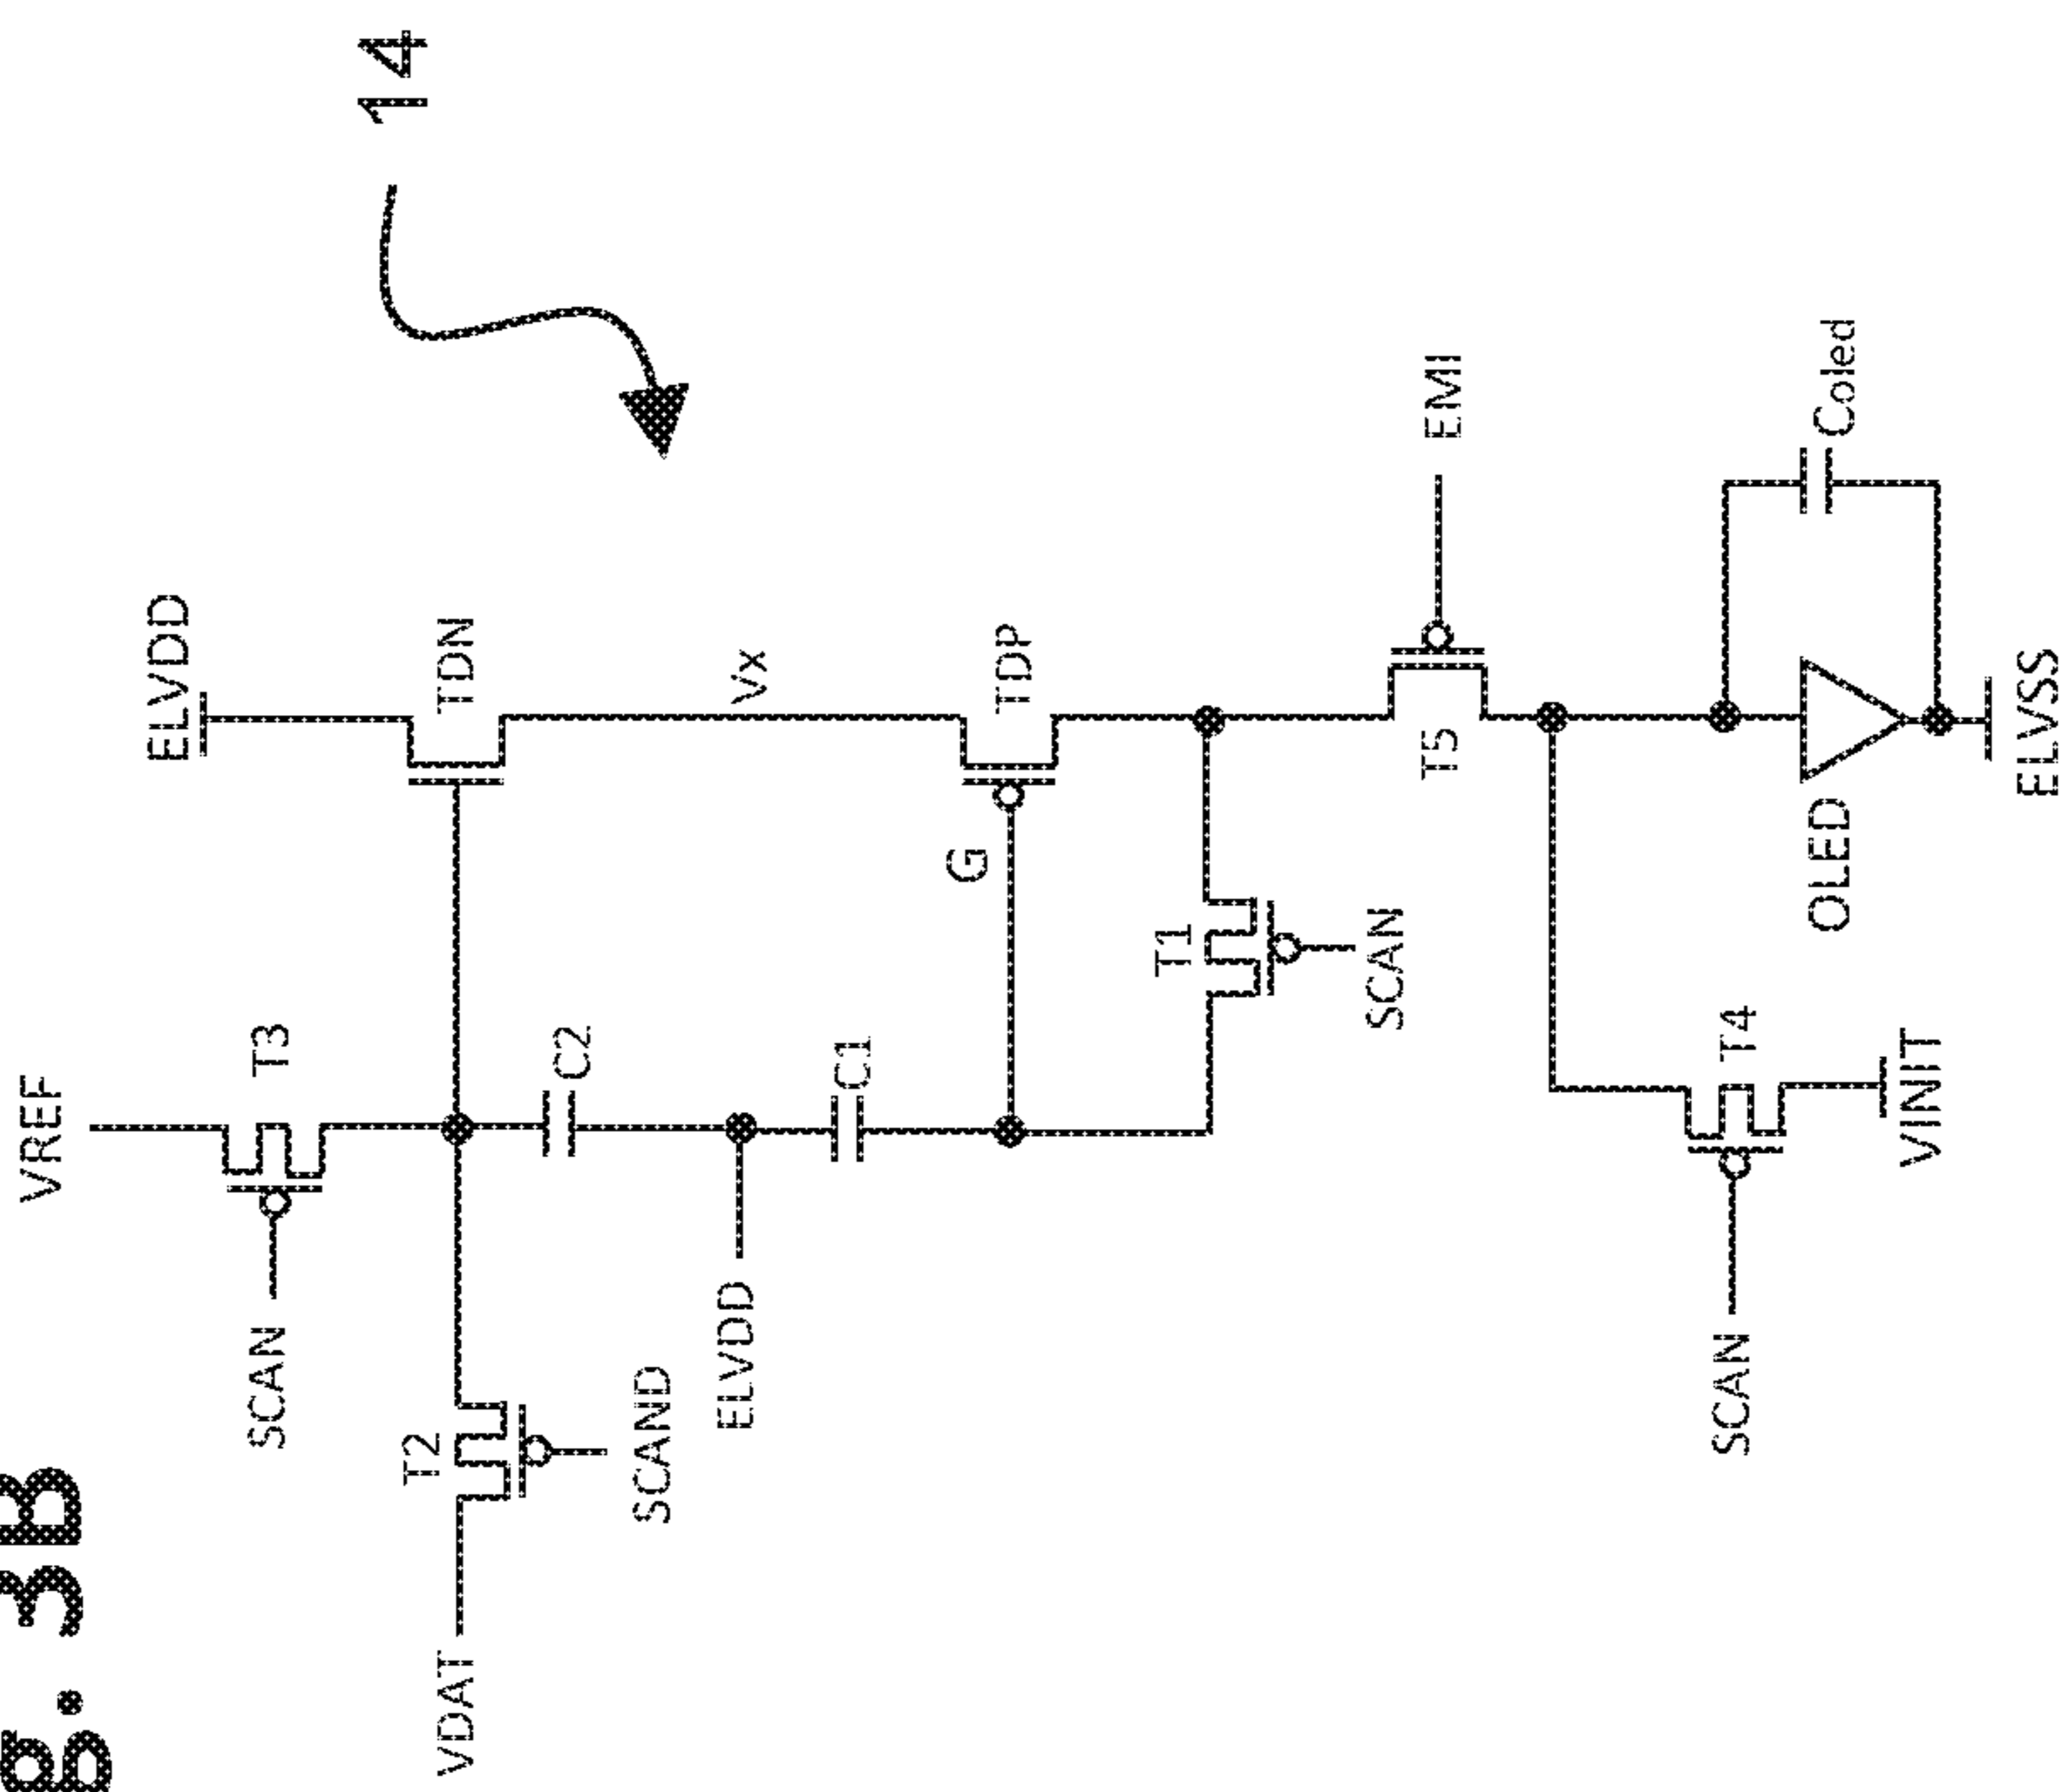 g. 3B
14
VREF
T3
SCAN
ELVDD
TDN
T2
VDAT
SCAND
C2
ELVDD
Vx
C1
G
TDP
T1
SCAN
EMI
T5
T4
SCAN
VINIT
OLED
Coled
ELVSS